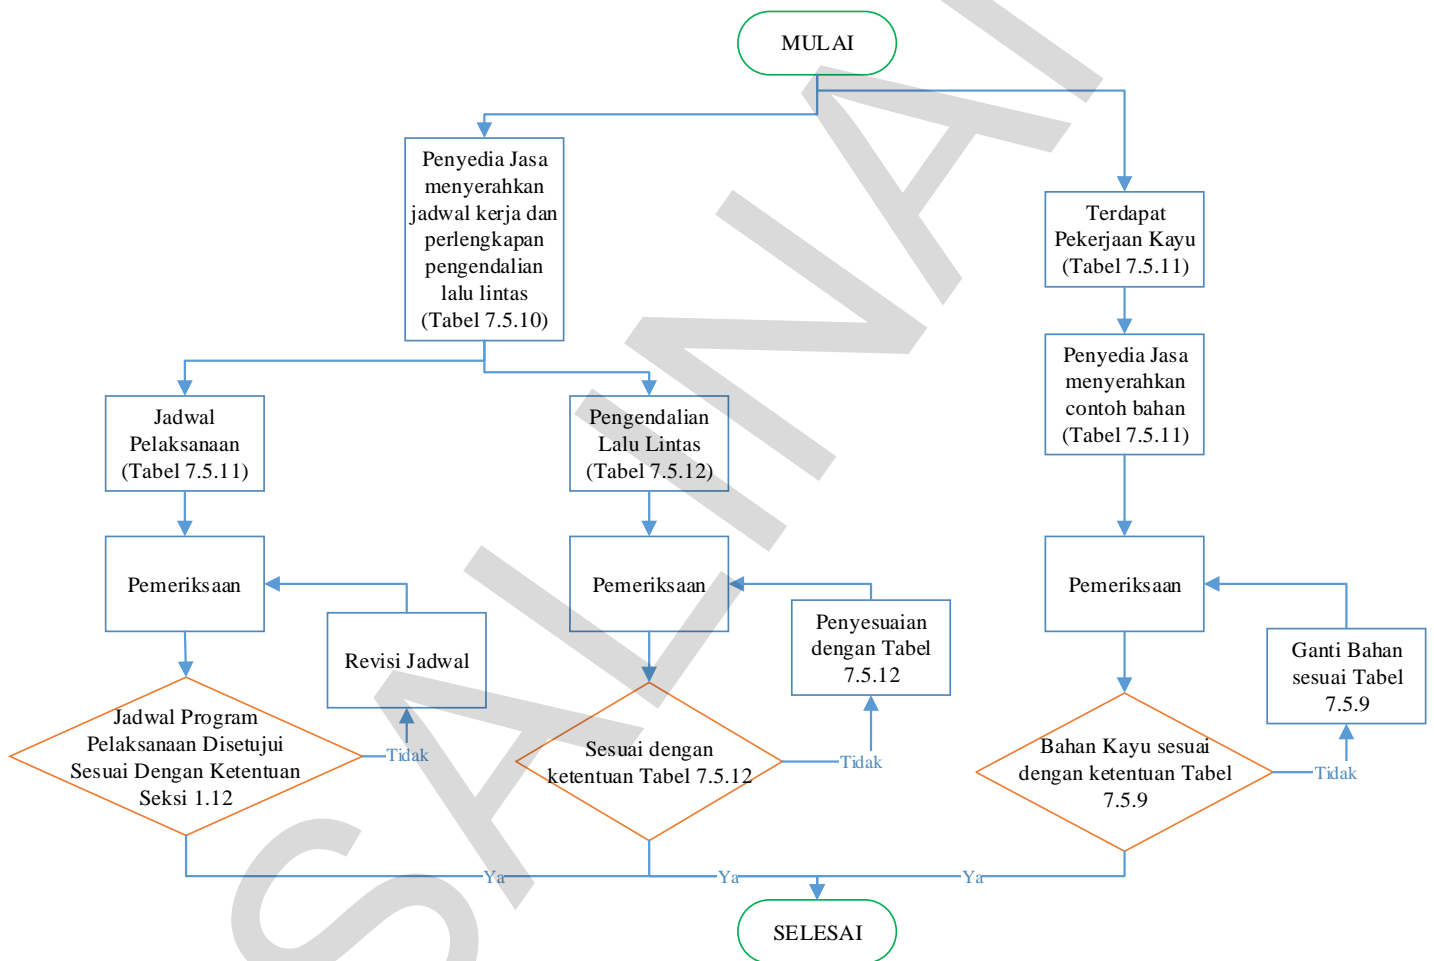 MULAI
Penyedia Jasa
menyerahkan
jadwal kerja dan
perlengkapan
pengendalian
lalu lintas
(Tabel 7.5.10)
Terdapat
Pekerjaan Kayu
(Tabel 7.5.11)
Penyedia Jasa
menyerahkan
contoh bahan
(Tabel 7.5.11)
Jadwal
Pelaksanaan
(Tabel 7.5.11)
Pengendalian
Lalu Lintas
(Tabel 7.5.12)
Pemeriksaan
Pemeriksaan
Pemeriksaan
Revisi Jadwal
Penyesuaian
dengan Tabel
7.5.12
Ganti Bahan
sesuai Tabel
7.5.9
Jadwal Program
Pelaksanaan Disetujui
Sesuai Dengan Ketentuan
Seksi 1.12
Tidak
Sesuai dengan
ketentuan Tabel 7.5.12
Tidak
Bahan Kayu sesuai
dengan ketentuan Tabel
7.5.9
Tidak
Ya
Ya
Ya
SELESAI
SALINAN